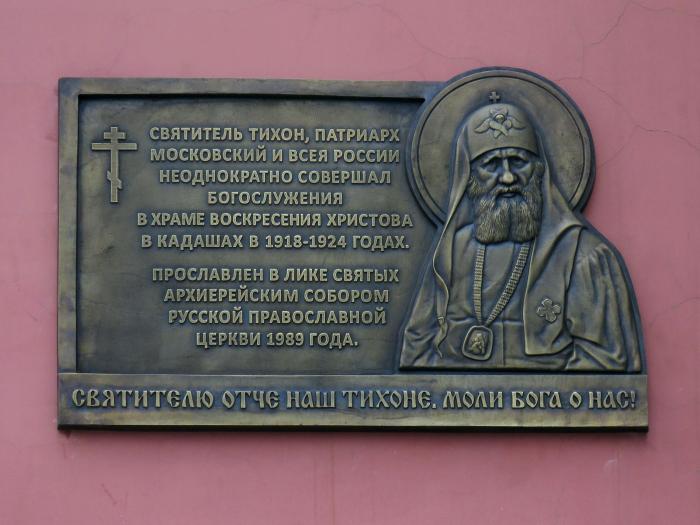 СВЯТИТЕЛЬ ТИХОН, ПАТРИАРХ
МОСКОВСКИЙ И ВСЕЯ РОССИИ
НЕОДНОКРАТНО СОВЕРШАЛ
БОГОСЛУЖЕНИЯ
В ХРАМЕ ВОСКРЕСЕНИЯ ХРИСТОВА
В КАДАШАХ В 1918-1924 ГОДАХ.
ПРОСЛАВЛЕН В ЛИКЕ СВЯТЫХ
АРХИЕРЕЙСКИМ СОБОРОМ
РУССКОЙ ПРАВОСЛАВНОЙ
ЦЕРКВИ 1989 ГОДА.
СВЯТИТЕЛЮ ОТЧЕ НАШ ТИХОНЕ. МОЛИ БОГА О НАС!